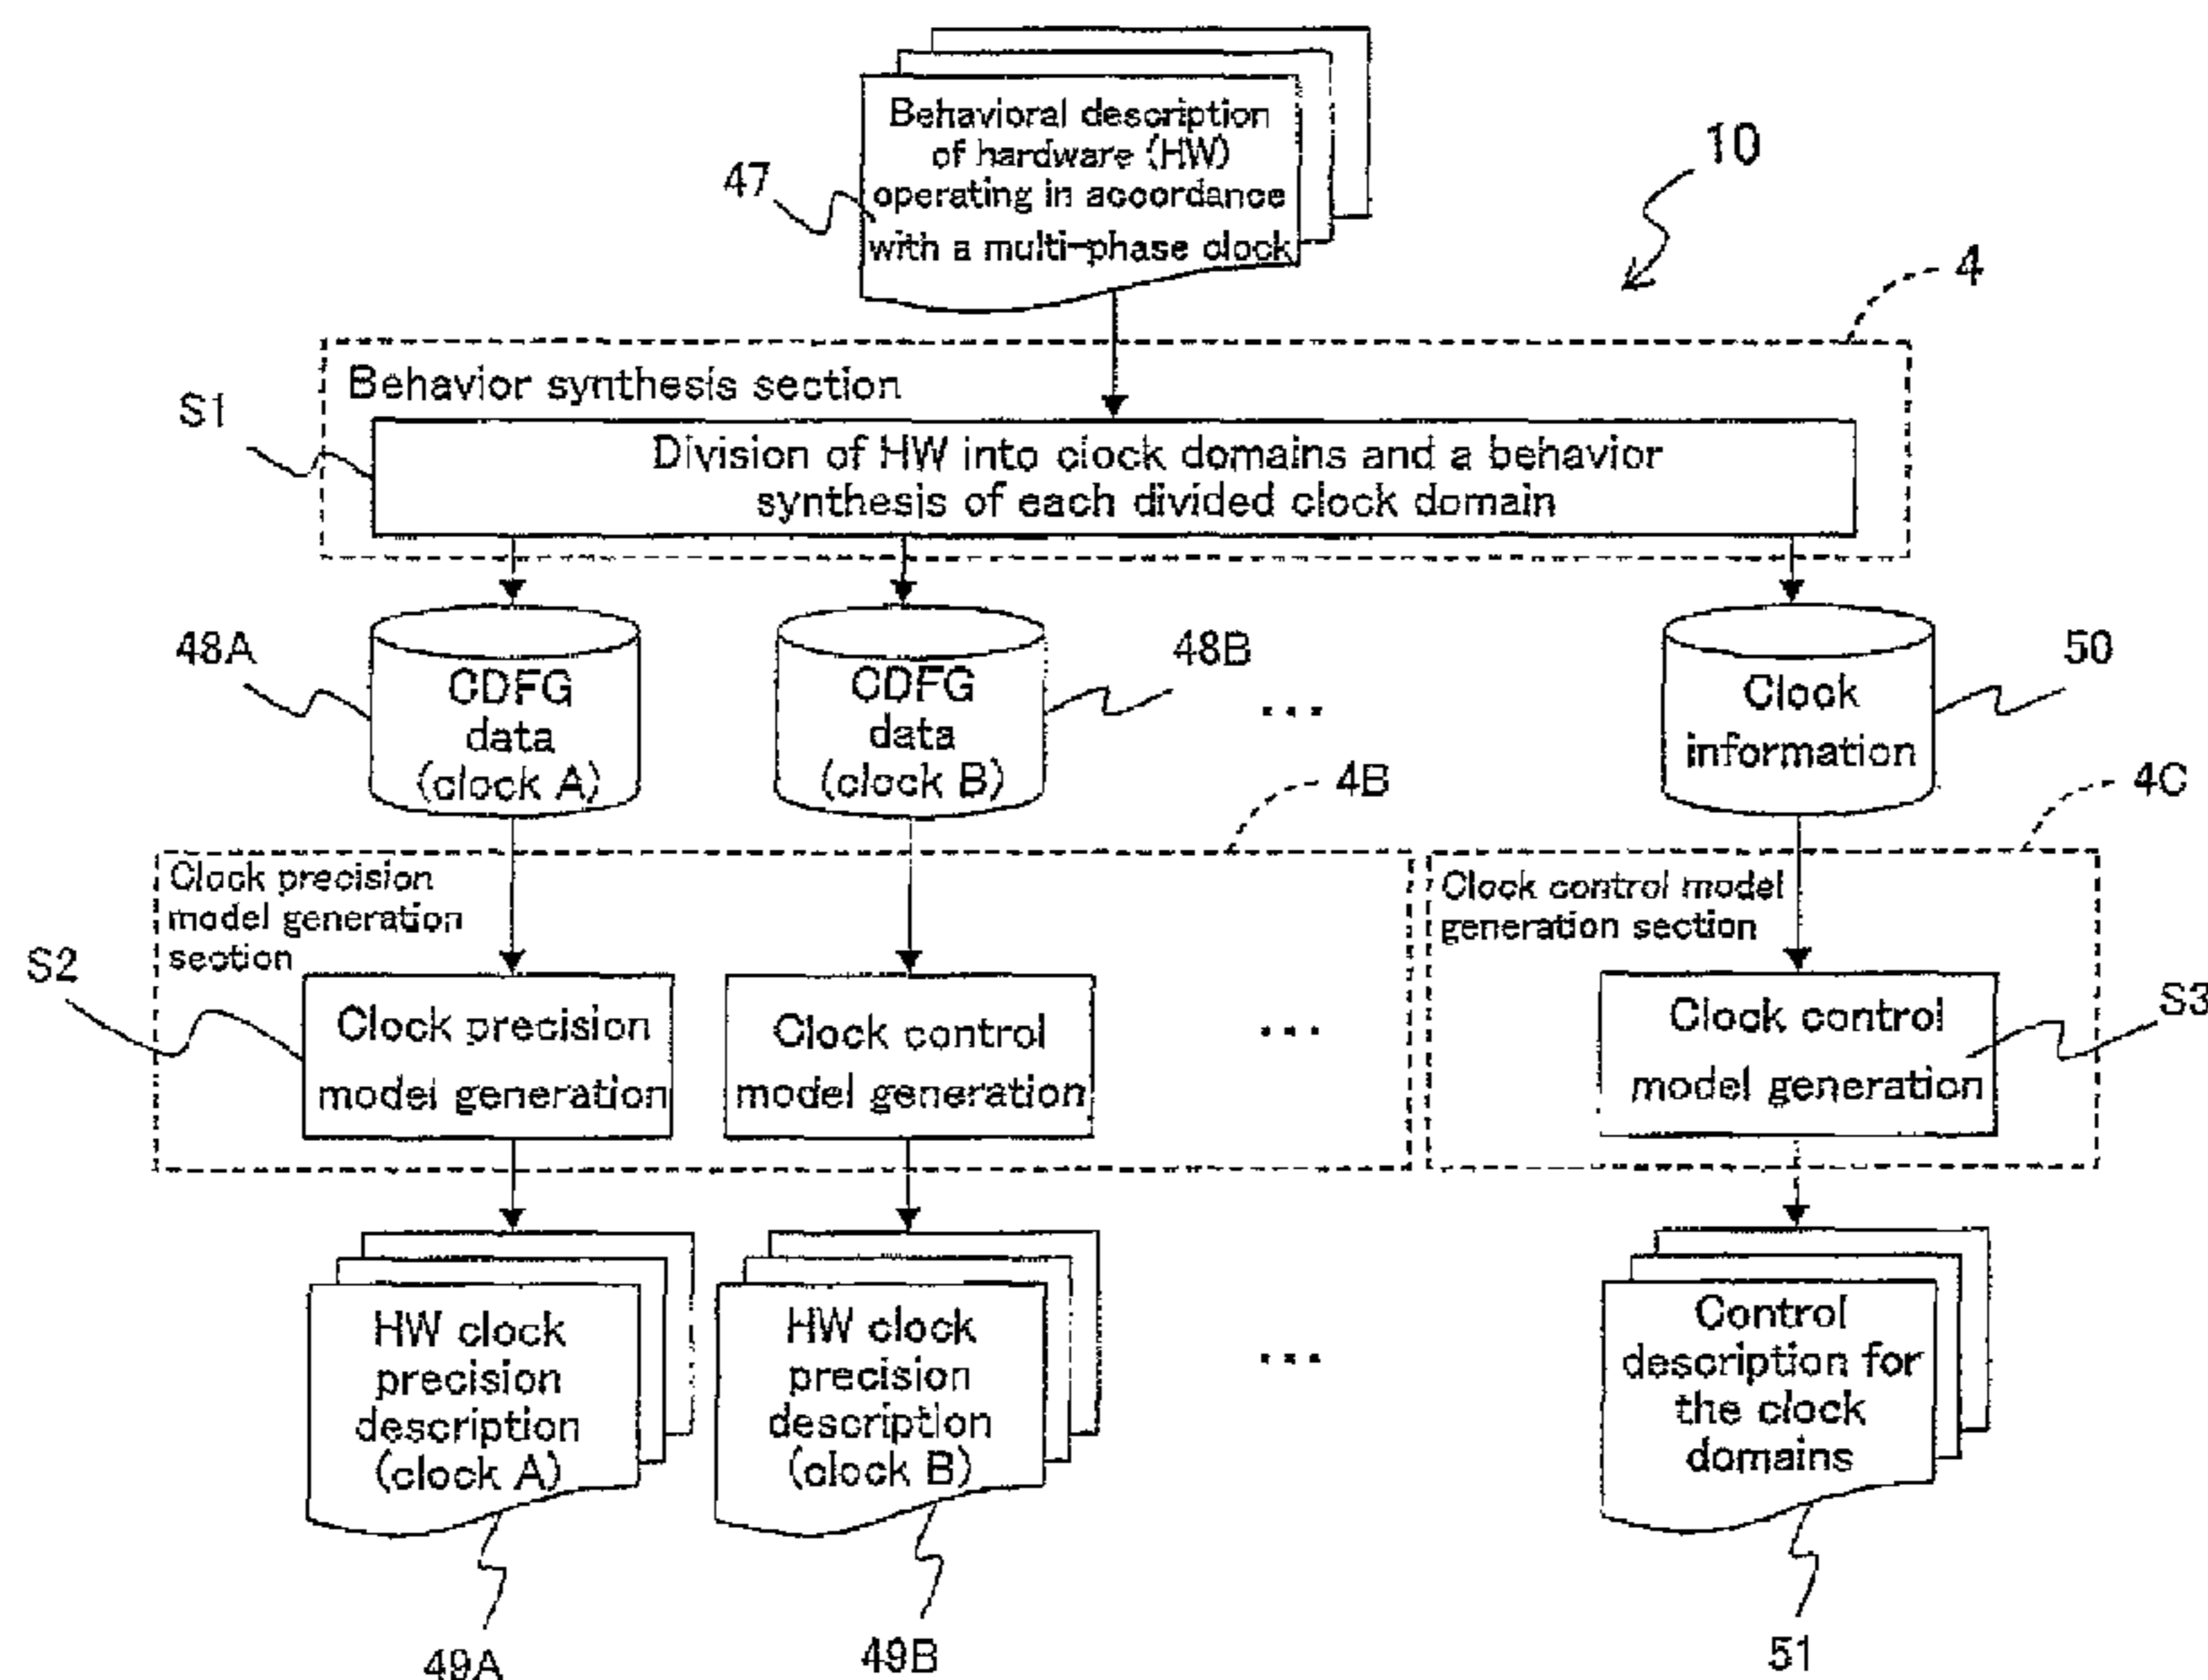 Behavioral description
of hardware (HW)
operating in accordance
with a multi-phase clock
47
10
4
Behavior synthesis section
S1
Division of HW into clock domains and a behavior
synthesis of each divided clock domain
48A
CDFG
data
(clock A)
CDFG
data
(clock B)
48B
...
Clock
information
50
4B
4C
Clock precision
model generation
section
Clock control model
generation section
S2
Clock precision
model generation
Clock control
model generation
...
Clock control
model generation
S3
HW clock
precision
description
(clock A)
HW clock
precision
description
(clock B)
...
Control
description for
the clock
domains
49A
49B
51